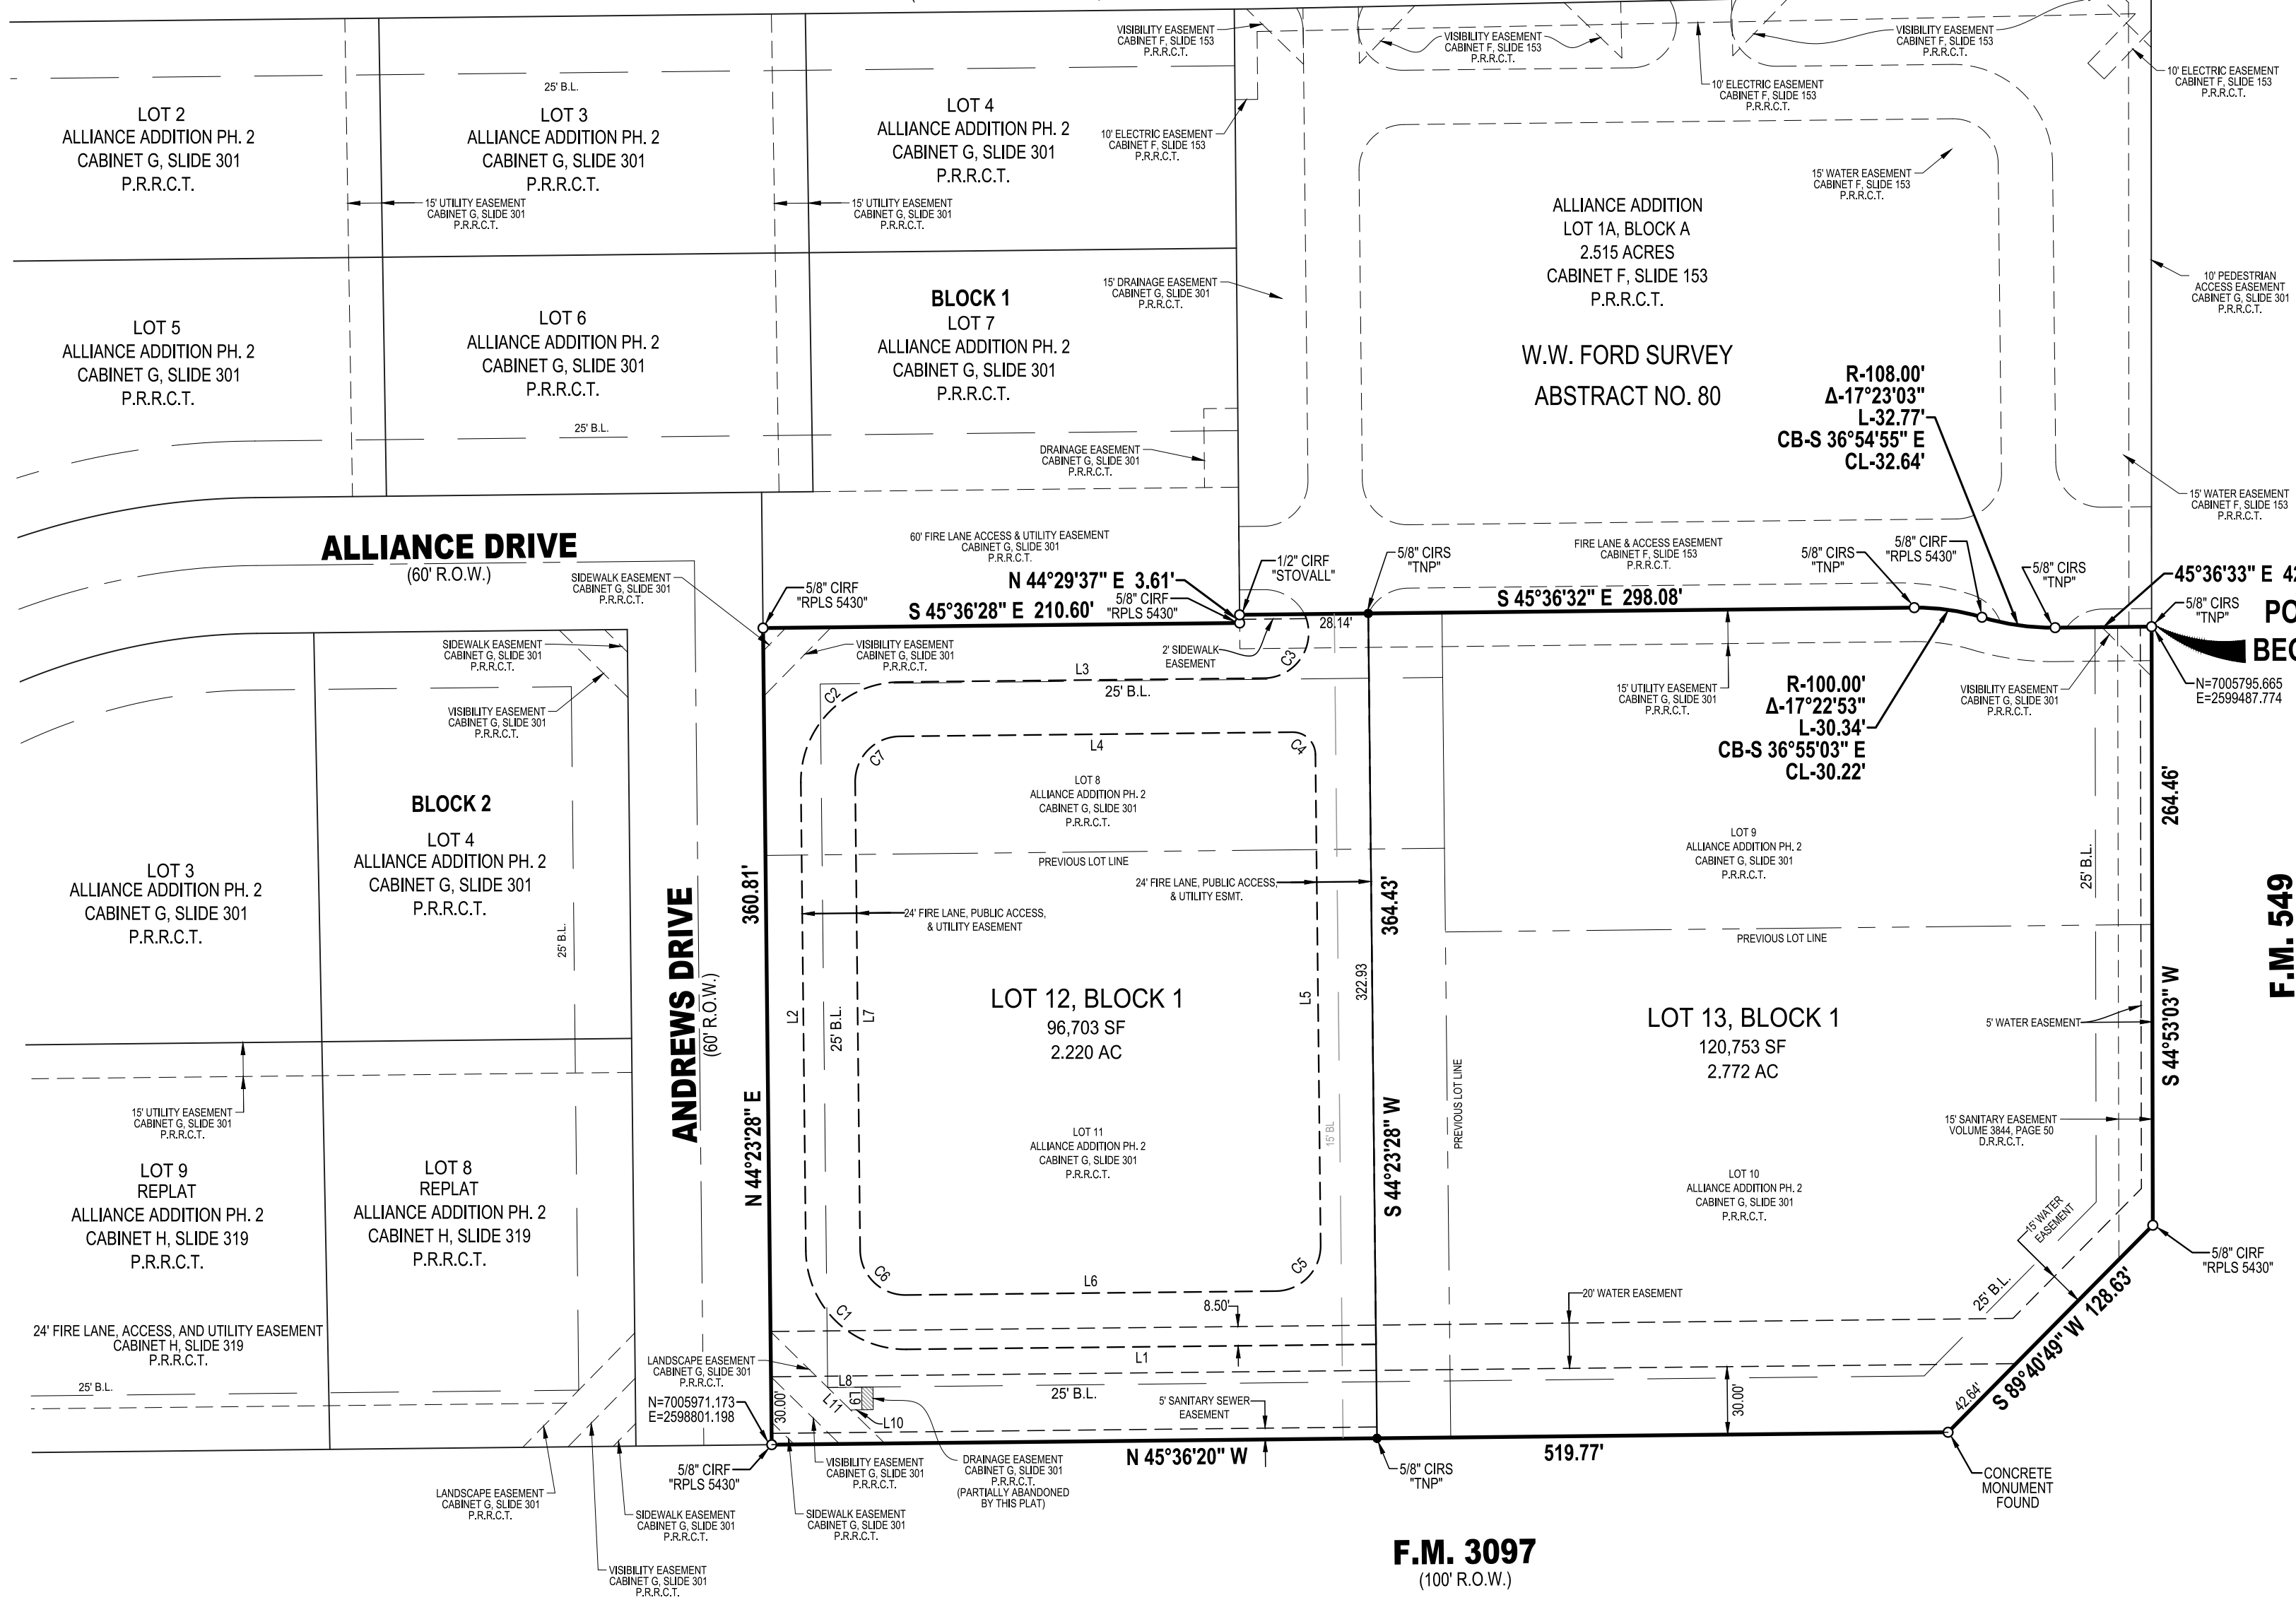 VISIBILITY EASEMENT
CABINET F, SLIDE 153
P.R.R.C.T.
VISIBILITY EASEMENT
CABINET F, SLIDE 153
P.R.R.C.T.
VISIBILITY EASEMENT
CABINET F, SLIDE 153
P.R.R.C.T.
10' ELECTRIC EASEMENT
CABINET F, SLIDE 153
P.R.R.C.T.
10' ELECTRIC EASEMENT
CABINET F, SLIDE 153
P.R.R.C.T.
25' B.L.
LOT 2
ALLIANCE ADDITION PH. 2
CABINET G, SLIDE 301
P.R.R.C.T.
LOT 3
ALLIANCE ADDITION PH. 2
CABINET G, SLIDE 301
P.R.R.C.T.
LOT 4
ALLIANCE ADDITION PH. 2
CABINET G, SLIDE 301
P.R.R.C.T.
10' ELECTRIC EASEMENT
CABINET F, SLIDE 153
P.R.R.C.T.
15' WATER EASEMENT
CABINET F, SLIDE 153
P.R.R.C.T.
15' UTILITY EASEMENT
CABINET G, SLIDE 301
P.R.R.C.T.
15' UTILITY EASEMENT
CABINET G, SLIDE 301
P.R.R.C.T.
ALLIANCE ADDITION
LOT 1A, BLOCK A
2.515 ACRES
CABINET F, SLIDE 153
P.R.R.C.T.
10' PEDESTRIAN
ACCESS EASEMENT
CABINET G, SLIDE 301
P.R.R.C.T.
15' DRAINAGE EASEMENT
CABINET G, SLIDE 301
P.R.R.C.T.
LOT 5
ALLIANCE ADDITION PH. 2
CABINET G, SLIDE 301
P.R.R.C.T.
LOT 6
ALLIANCE ADDITION PH. 2
CABINET G, SLIDE 301
P.R.R.C.T.
BLOCK 1
LOT 7
ALLIANCE ADDITION PH. 2
CABINET G, SLIDE 301
P.R.R.C.T.
W.W. FORD SURVEY
ABSTRACT NO. 80
R-108.00'
Δ-17°23'03"
L-32.77'
CB-S 36°54'55" E
CL-32.64'
25' B.L.
DRAINAGE EASEMENT
CABINET G, SLIDE 301
P.R.R.C.T.
15' WATER EASEMENT
CABINET F, SLIDE 153
P.R.R.C.T.
ALLIANCE DRIVE
(60' R.O.W.)
60' FIRE LANE ACCESS & UTILITY EASEMENT
CABINET G, SLIDE 301
P.R.R.C.T.
FIRE LANE & ACCESS EASEMENT
CABINET F, SLIDE 153
P.R.R.C.T.
SIDEWALK EASEMENT
CABINET G, SLIDE 301
P.R.R.C.T.
5/8" CIRF
"RPLS 5430"
N 44°29'37" E 3.61'
5/8" CIRF
"RPLS 5430"
S 45°36'28" E 210.60'
1/2" CIRF
"STOVALL"
5/8" CIRS
"TNP"
S 45°36'32" E 298.08'
5/8" CIRS
"TNP"
5/8" CIRF
"RPLS 5430"
5/8" CIRS
"TNP"
45°36'33" E 42
5/8" CIRS
"TNP"
PO
BEG
N=7005795.665
E=2599487.774
28.14'
SIDEWALK EASEMENT
CABINET G, SLIDE 301
P.R.R.C.T.
VISIBILITY EASEMENT
CABINET G, SLIDE 301
P.R.R.C.T.
2' SIDEWALK
EASEMENT
C3
L3
25' B.L.
C2
15' UTILITY EASEMENT
CABINET G, SLIDE 301
P.R.R.C.T.
R-100.00'
Δ-17°22'53"
L-30.34'
CB-S 36°55'03" E
CL-30.22'
VISIBILITY EASEMENT
CABINET G, SLIDE 301
P.R.R.C.T.
VISIBILITY EASEMENT
CABINET G, SLIDE 301
P.R.R.C.T.
C7
L4
C4
264.46'
BLOCK 2
LOT 4
ALLIANCE ADDITION PH. 2
CABINET G, SLIDE 301
P.R.R.C.T.
LOT 8
ALLIANCE ADDITION PH. 2
CABINET G, SLIDE 301
P.R.R.C.T.
LOT 9
ALLIANCE ADDITION PH. 2
CABINET G, SLIDE 301
P.R.R.C.T.
LOT 3
ALLIANCE ADDITION PH. 2
CABINET G, SLIDE 301
P.R.R.C.T.
PREVIOUS LOT LINE
24' FIRE LANE, PUBLIC ACCESS,
& UTILITY ESMT.
25' B.L.
360.81'
364.43'
24' FIRE LANE, PUBLIC ACCESS,
& UTILITY EASEMENT
PREVIOUS LOT LINE
F.M. 549
25' B.L.
ANDREWS DRIVE
(60' R.O.W.)
322.93
L2
25' B.L.
L7
L5
LOT 12, BLOCK 1
96,703 SF
2.220 AC
LOT 13, BLOCK 1
120,753 SF
2.772 AC
5' WATER EASEMENT
S 44°53'03" W
15' UTILITY EASEMENT
CABINET G, SLIDE 301
P.R.R.C.T.
N 44°23'28" E
LOT 11
ALLIANCE ADDITION PH. 2
CABINET G, SLIDE 301
P.R.R.C.T.
15' BL
S 44°23'28" W
PREVIOUS LOT LINE
15' SANITARY EASEMENT
VOLUME 3844, PAGE 50
D.R.R.C.T.
LOT 10
ALLIANCE ADDITION PH. 2
CABINET G, SLIDE 301
P.R.R.C.T.
LOT 9
REPLAT
ALLIANCE ADDITION PH. 2
CABINET H, SLIDE 319
P.R.R.C.T.
LOT 8
REPLAT
ALLIANCE ADDITION PH. 2
CABINET H, SLIDE 319
P.R.R.C.T.
15' WATER
EASEMENT
5/8" CIRF
"RPLS 5430"
C6
L6
C5
C1
8.50'
20' WATER EASEMENT
25' B.L.
S 89°40'49" W 128.63'
24' FIRE LANE, ACCESS, AND UTILITY EASEMENT
CABINET H, SLIDE 319
P.R.R.C.T.
25' B.L.
LANDSCAPE EASEMENT
CABINET G, SLIDE 301
P.R.R.C.T.
N=7005971.173
E=2598801.198
30.00'
L1
L8
L9
L11
L10
25' B.L.
5' SANITARY SEWER
EASEMENT
30.00'
42.64'
N 45°36'20" W
519.77'
5/8" CIRF
"RPLS 5430"
VISIBILITY EASEMENT
CABINET G, SLIDE 301
P.R.R.C.T.
DRAINAGE EASEMENT
CABINET G, SLIDE 301
P.R.R.C.T.
(PARTIALLY ABANDONED
BY THIS PLAT)
5/8" CIRS
"TNP"
CONCRETE
MONUMENT
FOUND
LANDSCAPE EASEMENT
CABINET G, SLIDE 301
P.R.R.C.T.
SIDEWALK EASEMENT
CABINET G, SLIDE 301
P.R.R.C.T.
SIDEWALK EASEMENT
CABINET G, SLIDE 301
P.R.R.C.T.
VISIBILITY EASEMENT
CABINET G, SLIDE 301
P.R.R.C.T.
F.M. 3097
(100' R.O.W.)